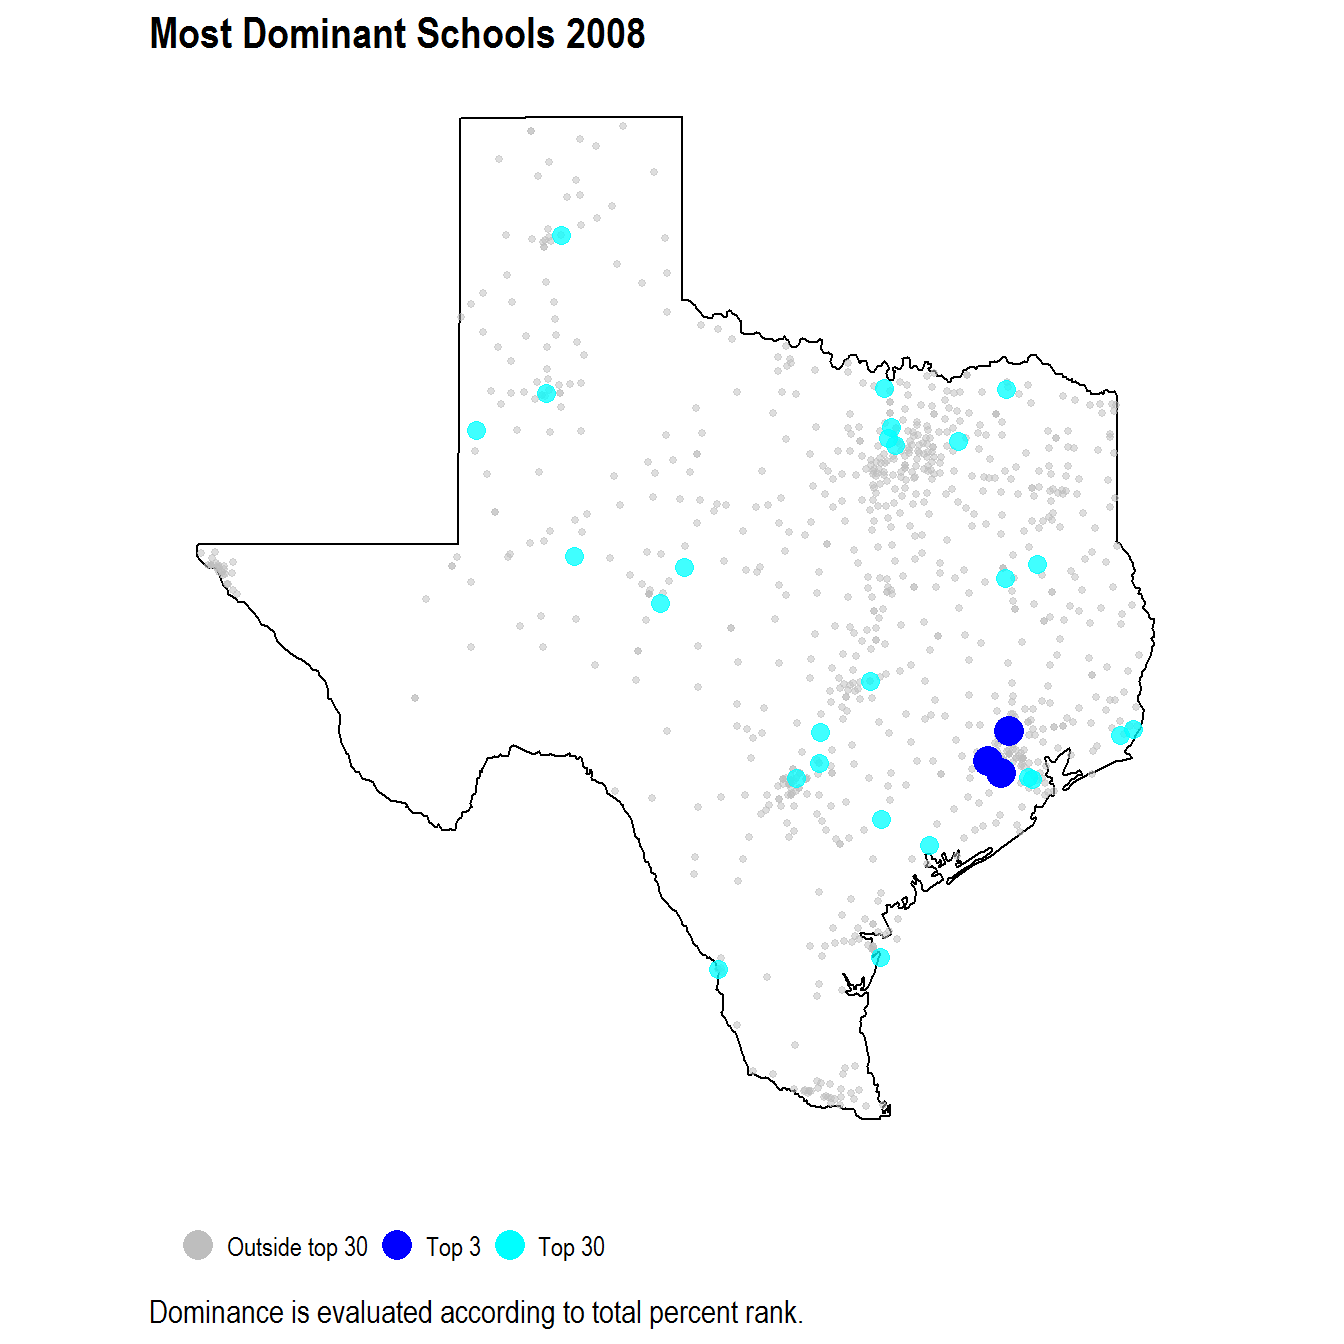 Most Dominant Schools 2008
Outside top 30 Top 3 Top 30
Dominance is evaluated according to total percent rank.